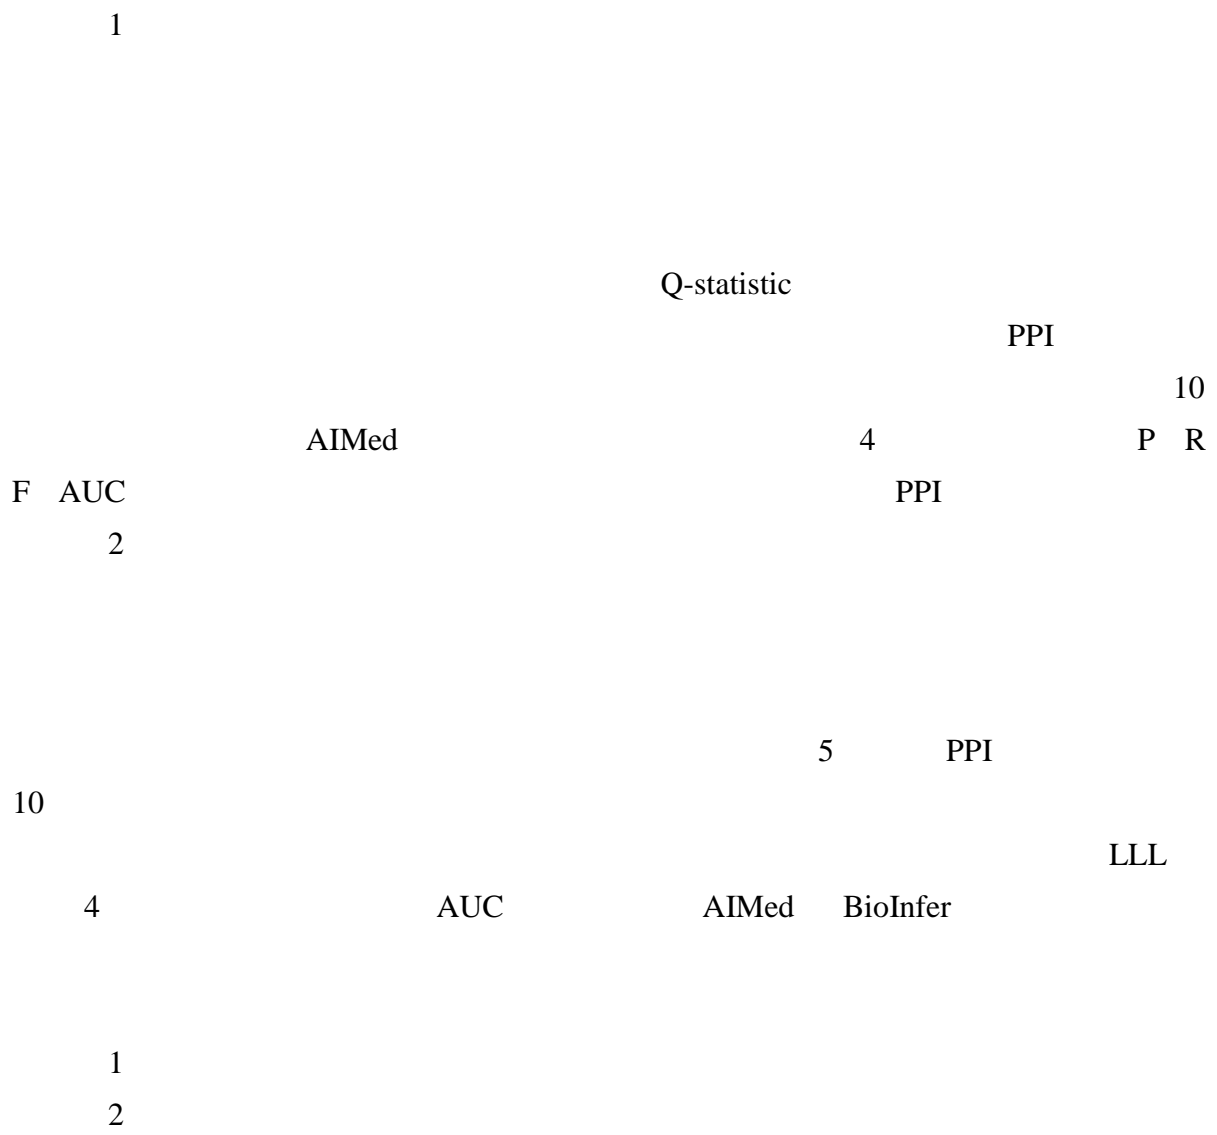 1
Q-statistic
PPI
10
AIMed 4 P R
F AUC PPI
2
5 PPI
10
LLL
4 AUC AIMed BioInfer
1
2